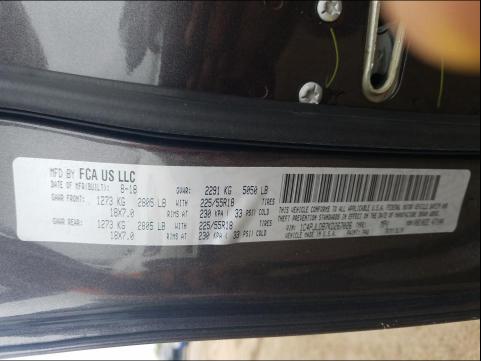 MFD BY FCA US LLC
DATE OF MFR(BUILT): 8-18 GVWR: 2291 KG 5050 LB
GAWR FRONT: 1273 KG 2805 LB WITH 225/55R18 TIRES
18X7.0 RIMS AT 230 KPA/ 33 PSI COLD
GAWR REAR: 1273 KG 2805 LB WITH 225/55R18 TIRES
18X7.0 RIMS AT 230 KPA/ 33 PSI COLD
THIS VEHICLE CONFORMS TO ALL APPLICABLE U.S.A. FEDERAL MOTOR VEHICLE SAFETY AND
THEFT PREVENTION STANDARDS IN EFFECT ON THE DATE OF MANUFACTURE SHOWN ABOVE.
VIN: TYPE: MPV
VEHICLE MADE IN U.S.A. PAINT: